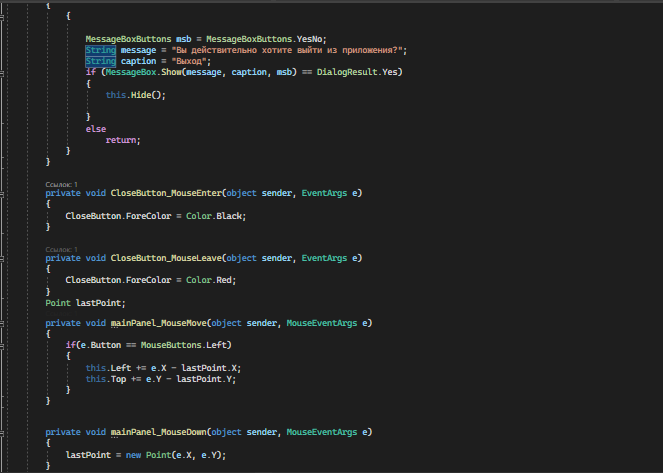 {
{
MessageBoxButtons msb = MessageBoxButtons.YesNo;
String message = "Вы действительно хотите выйти из приложения?";
String caption = "Выход";
if (MessageBox.Show(message, caption, msb) == DialogResult.Yes)
{
this.Hide();
}
else
return;
}
}
Ссылок: 1
private void CloseButton_MouseEnter(object sender, EventArgs e)
{
CloseButton.ForeColor = Color.Black;
}
Ссылок: 1
private void CloseButton_MouseLeave(object sender, EventArgs e)
{
CloseButton.ForeColor = Color.Red;
}
Point lastPoint;
private void mainPanel_MouseMove(object sender, MouseEventArgs e)
{
if(e.Button == MouseButtons.Left)
{
this.Left += e.X - lastPoint.X;
this.Top += e.Y - lastPoint.Y;
}
}
private void mainPanel_MouseDown(object sender, MouseEventArgs e)
{
lastPoint = new Point(e.X, e.Y);
}